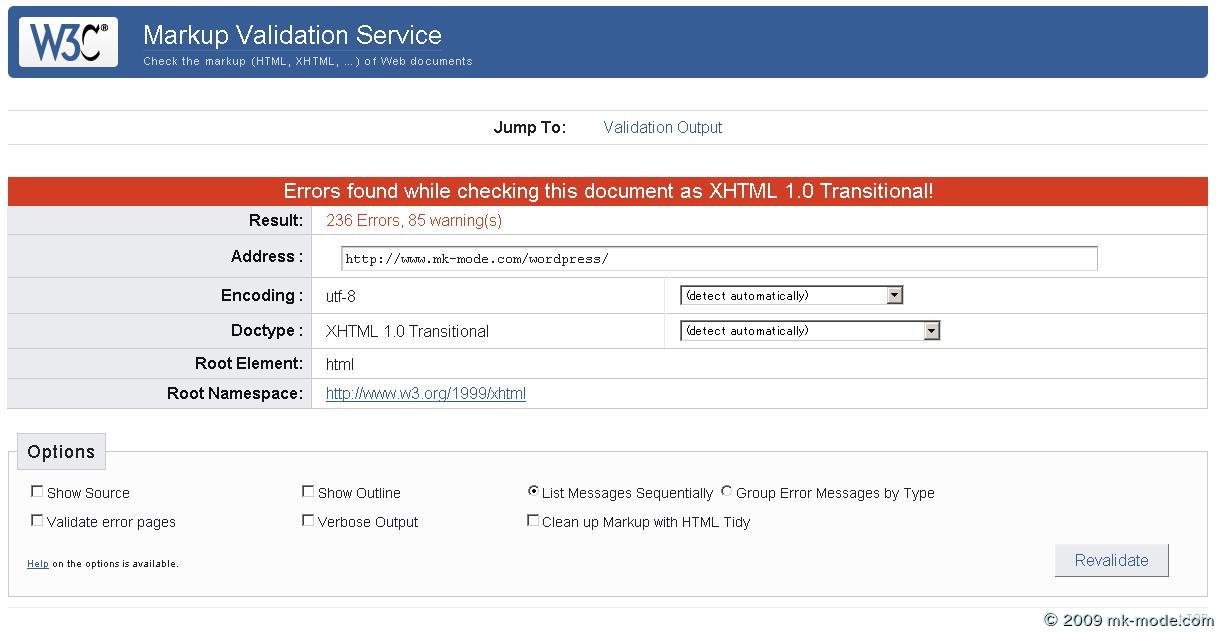 W3C®
Markup Validation Service
Check the markup (HTML, XHTML, ...) of Web documents
Jump To: Validation Output
Errors found while checking this document as XHTML 1.0 Transitional!
Result: 236 Errors, 85 warning(s)
Address : http://www.mk-mode.com/wordpress/
Encoding : utf-8 (detect automatically)
Doctype : XHTML 1.0 Transitional (detect automatically)
Root Element: html
Root Namespace: http://www.w3.org/1999/xhtml
Options
Show Source Show Outline List Messages Sequentially Group Error Messages by Type
Validate error pages Verbose Output Clean up Markup with HTML Tidy
Help on the options is available.
Revalidate
© 2009 mk-mode.com